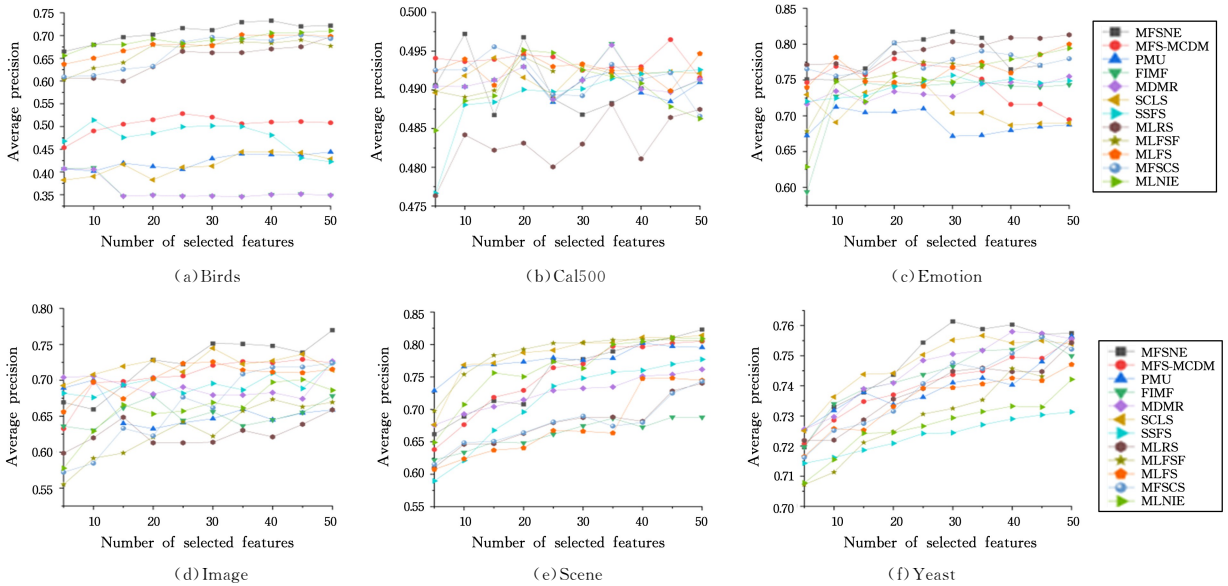 Average precision
0.75
0.70
0.65
0.60
0.55
0.50
0.45
0.40
0.35
10 20 30 40 50
Number of selected features
(a)Birds
Average precision
0.500
0.495
0.490
0.485
0.480
0.475
10 20 30 40 50
Number of selected features
(b)Cal500
Average precision
0.85
0.80
0.75
0.70
0.65
0.60
10 20 30 40 50
Number of selected features
(c)Emotion
MFSNE
MFS-MCDM
PMU
FIMF
MDMR
SCLS
SSFS
MLRS
MLFSF
MLFS
MFSCS
MLNIE
Average precision
0.80
0.75
0.70
0.65
0.60
0.55
10 20 30 40 50
Number of selected features
(d)Image
Average precision
0.85
0.80
0.75
0.70
0.65
0.60
0.55
10 20 30 40 50
Number of selected features
(e)Scene
Average precision
0.76
0.75
0.74
0.73
0.72
0.71
0.70
10 20 30 40 50
Number of selected features
(f)Yeast
MFSNE
MFS-MCDM
PMU
FIMF
MDMR
SCLS
SSFS
MLRS
MLFSF
MLFS
MFSCS
MLNIE